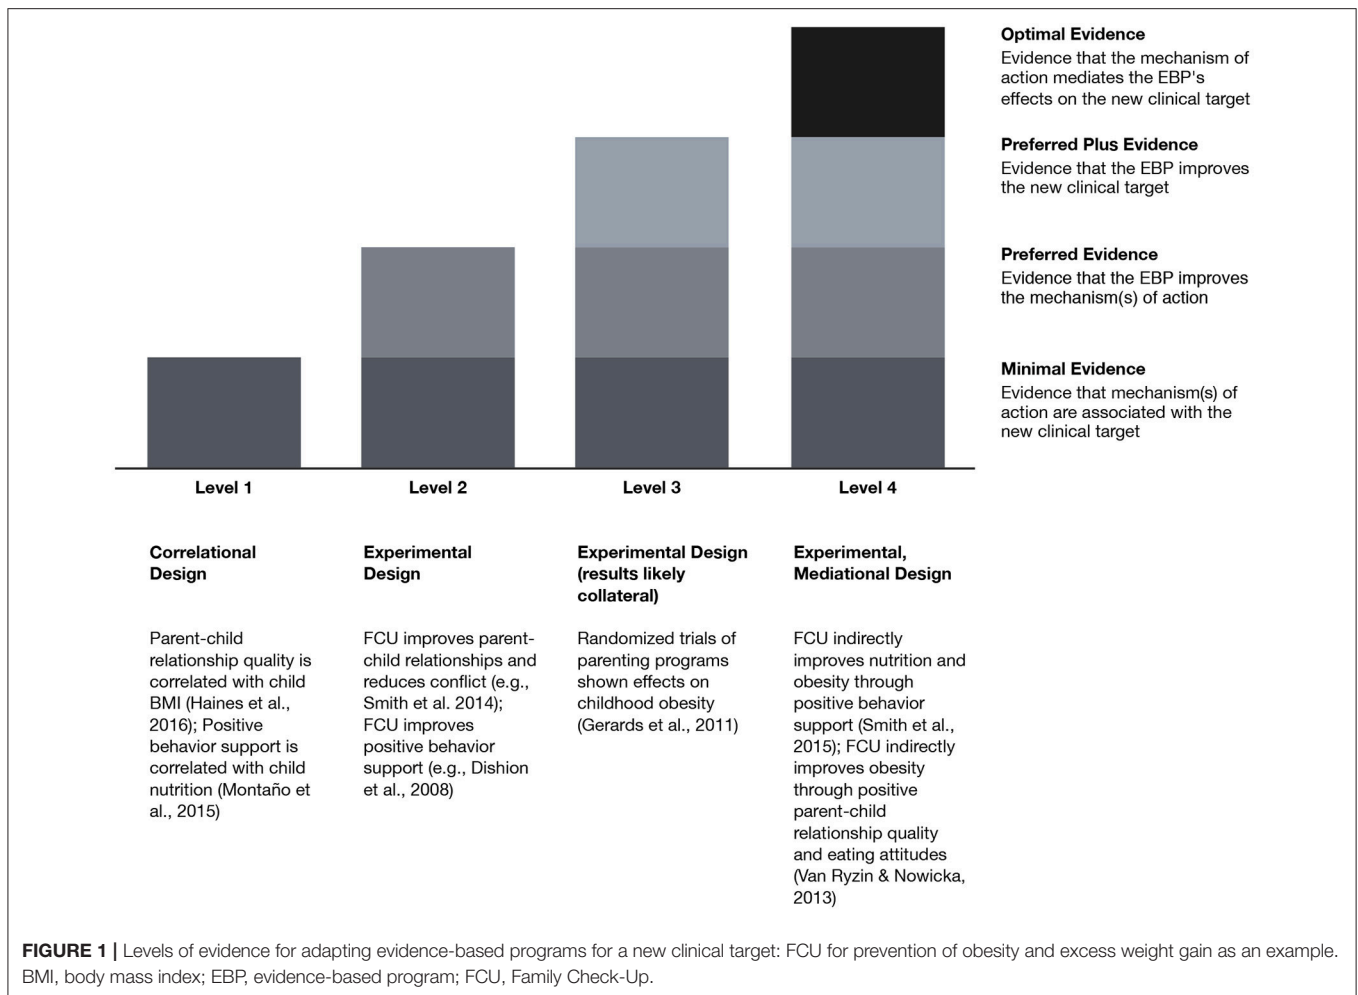 Optimal Evidence
Evidence that the mechanism of
action mediates the EBP's
effects on the new clinical target
Preferred Plus Evidence
Evidence that the EBP improves
the new clinical target
Preferred Evidence
Evidence that the EBP improves
the mechanism(s) of action
Minimal Evidence
Evidence that mechanism(s) of
action are associated with the
new clinical target
Level 1
Level 2
Level 3
Level 4
Correlational
Design
Parent-child
relationship quality is
correlated with child
BMI (Haines et al.,
2016); Positive
behavior support is
correlated with child
nutrition (Montaño et
al., 2015)
Experimental
Design
FCU improves parent-
child relationships and
reduces conflict (e.g.,
Smith et al. 2014);
FCU improves
positive behavior
support (e.g., Dishion
et al., 2008)
Experimental Design
(results likely
collateral)
Randomized trials of
parenting programs
shown effects on
childhood obesity
(Gerards et al., 2011)
Experimental,
Mediational Design
FCU indirectly
improves nutrition and
obesity through
positive behavior
support (Smith et al.,
2015); FCU indirectly
improves obesity
through positive
parent-child
relationship quality
and eating attitudes
(Van Ryzin & Nowicka,
2013)
FIGURE 1 | Levels of evidence for adapting evidence-based programs for a new clinical target: FCU for prevention of obesity and excess weight gain as an example.
BMI, body mass index; EBP, evidence-based program; FCU, Family Check-Up.